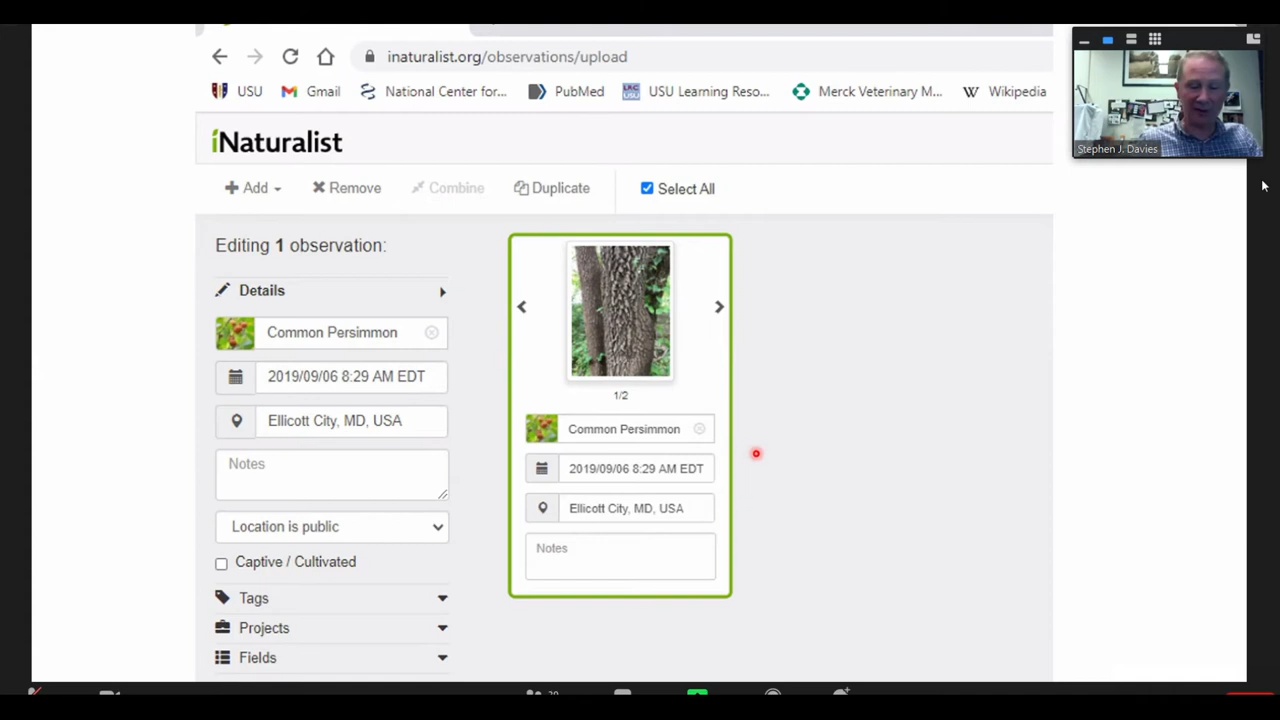 inaturalist.org/observations/upload
USU Gmail National Center for... PubMed USU Learning Reso... Merck Veterinary M... W Wikipedia
Stephen J. Davies
iNaturalist
Add Remove Combine Duplicate Select All
Editing 1 observation:
Details
Common Persimmon
2019/09/06 8:29 AM EDT
Ellicott City, MD, USA
Notes
Location is public
Captive / Cultivated
Tags
Projects
Fields
1/2
Common Persimmon
2019/09/06 8:29 AM EDT
Ellicott City, MD, USA
Notes